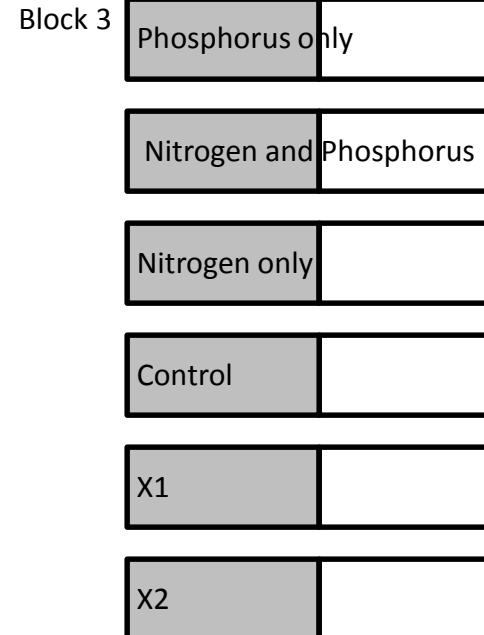 Block 3
Phosphorus only
Nitrogen and Phosphorus
Nitrogen only
Control
X1
X2